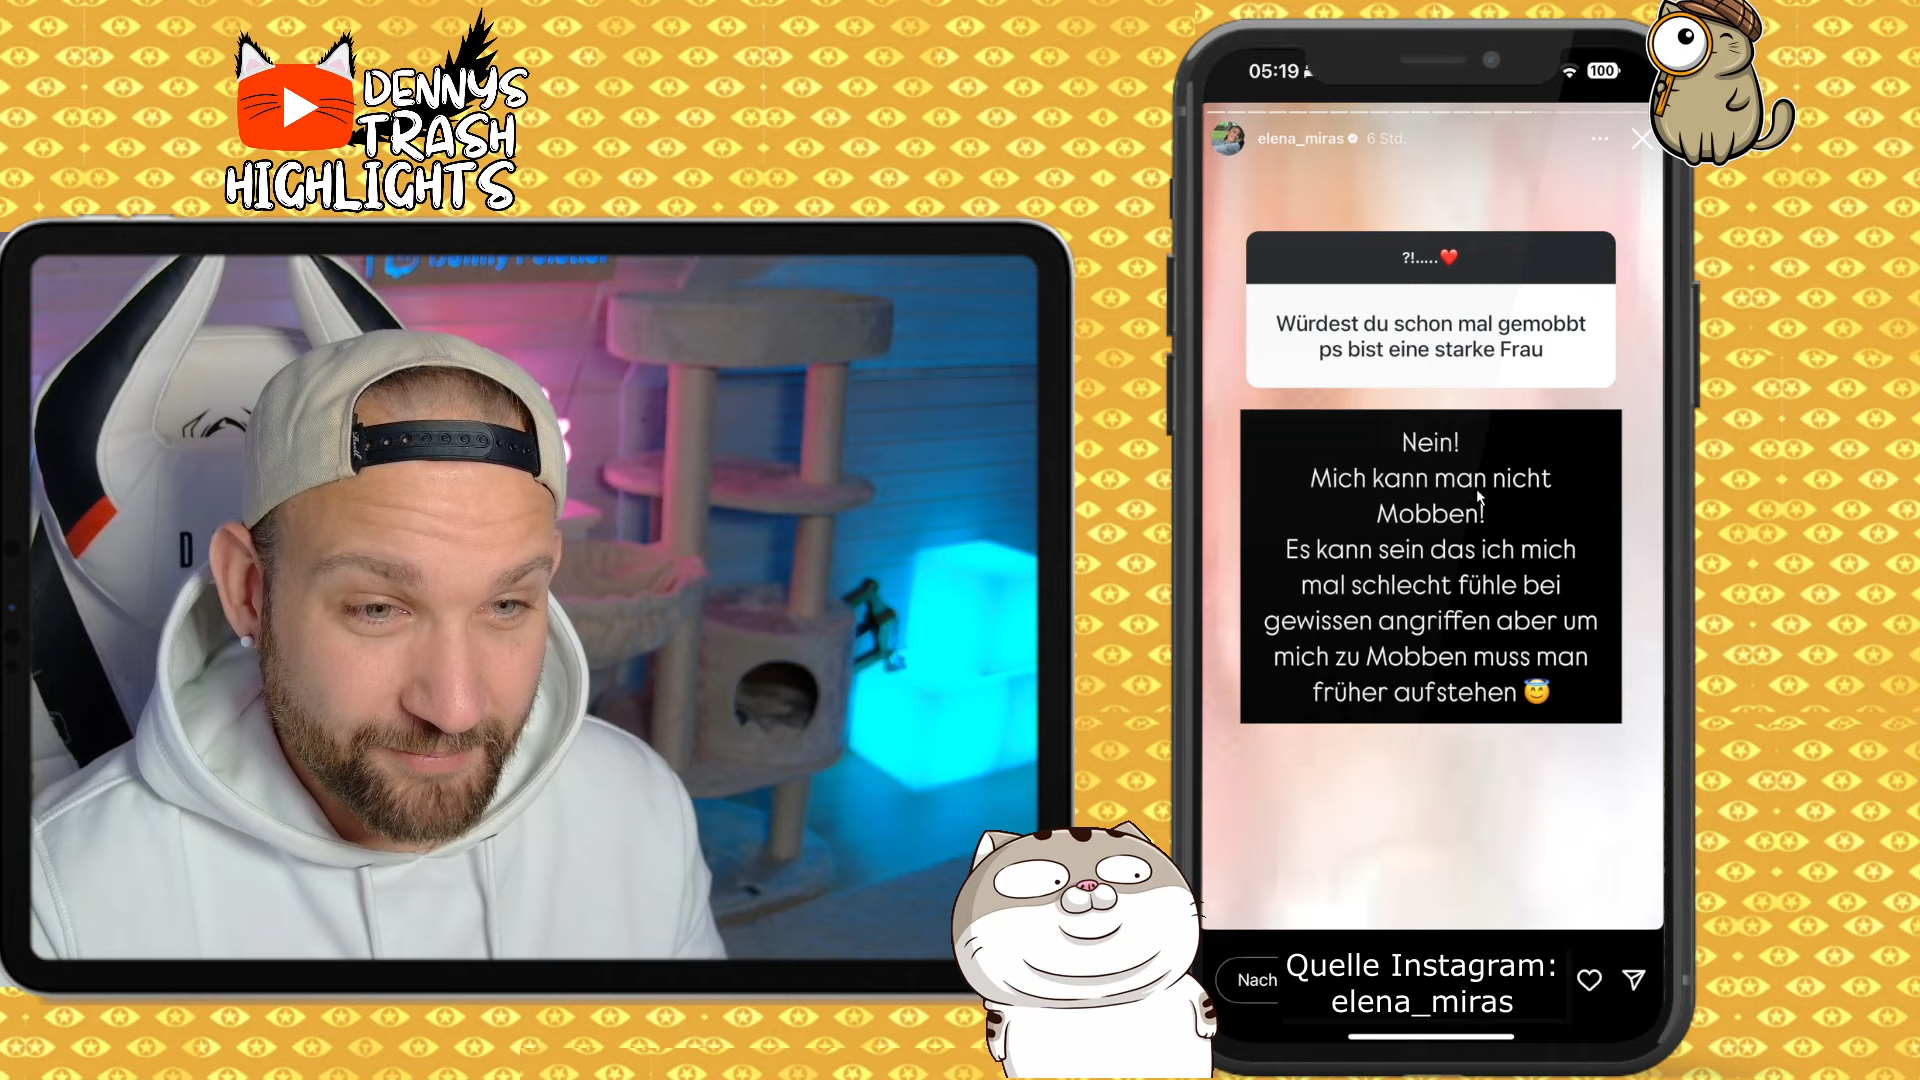 DENNYS
TRASH
HIGHLIGHTS
D
05:19
100
elena_miras 6 Std.
?!.....❤️
Würdest du schon mal gemobbt
ps bist eine starke Frau
Nein!
Mich kann man nicht
Mobben!
Es kann sein das ich mich
mal schlecht fühle bei
gewissen angriffen aber um
mich zu Mobben muss man
früher aufstehen 😇
Nach
Quelle Instagram:
elena_miras